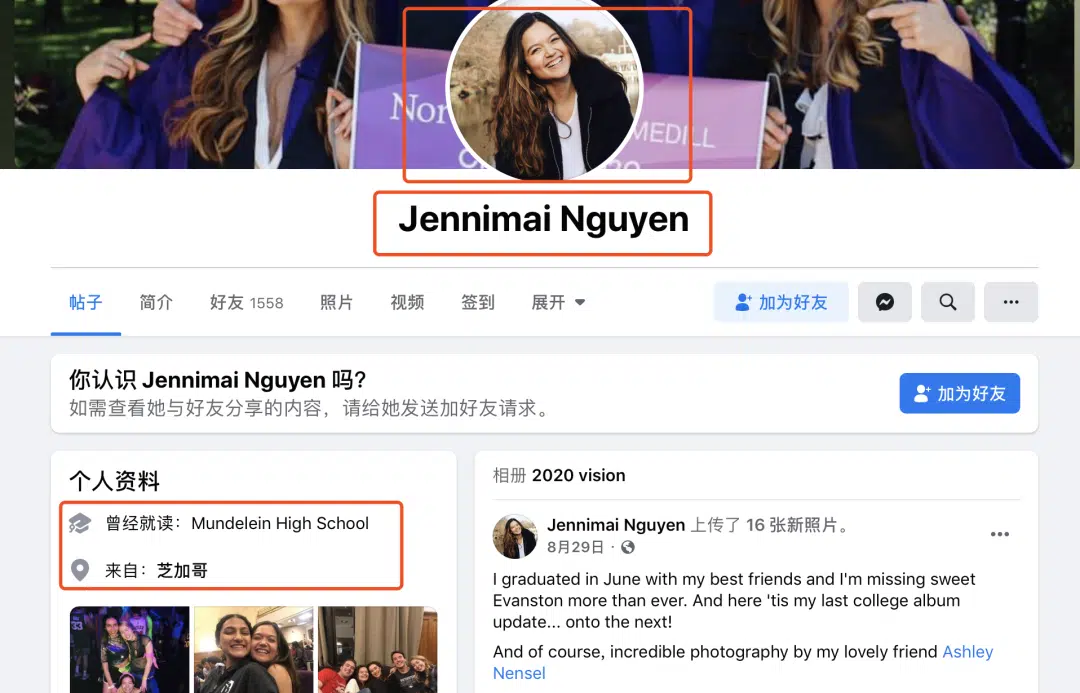 MEDILL
Jennimai Nguyen
帖子 简介 好友 1558 照片 视频 签到 展开 加为好友
你认识 Jennimai Nguyen 吗?
如需查看她与好友分享的内容，请给她发送加好友请求。
加为好友
个人资料
曾经就读：Mundelein High School
来自：芝加哥
相册 2020 vision
Jennimai Nguyen 上传了 16 张新照片。
8月29日 ·
I graduated in June with my best friends and I'm missing sweet
Evanston more than ever. And here 'tis my last college album
update... onto the next!
And of course, incredible photography by my lovely friend Ashley
Nensel